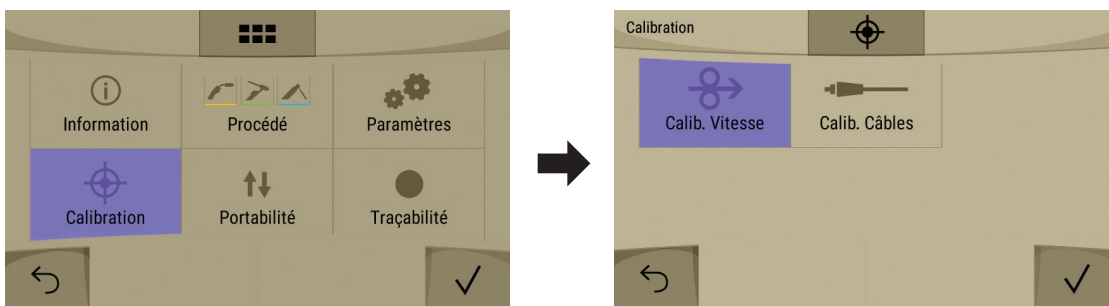 Information
Procédé
Paramètres
Calibration
Portabilité
Traçabilité
Calibration
Calib. Vitesse
Calib. Câbles